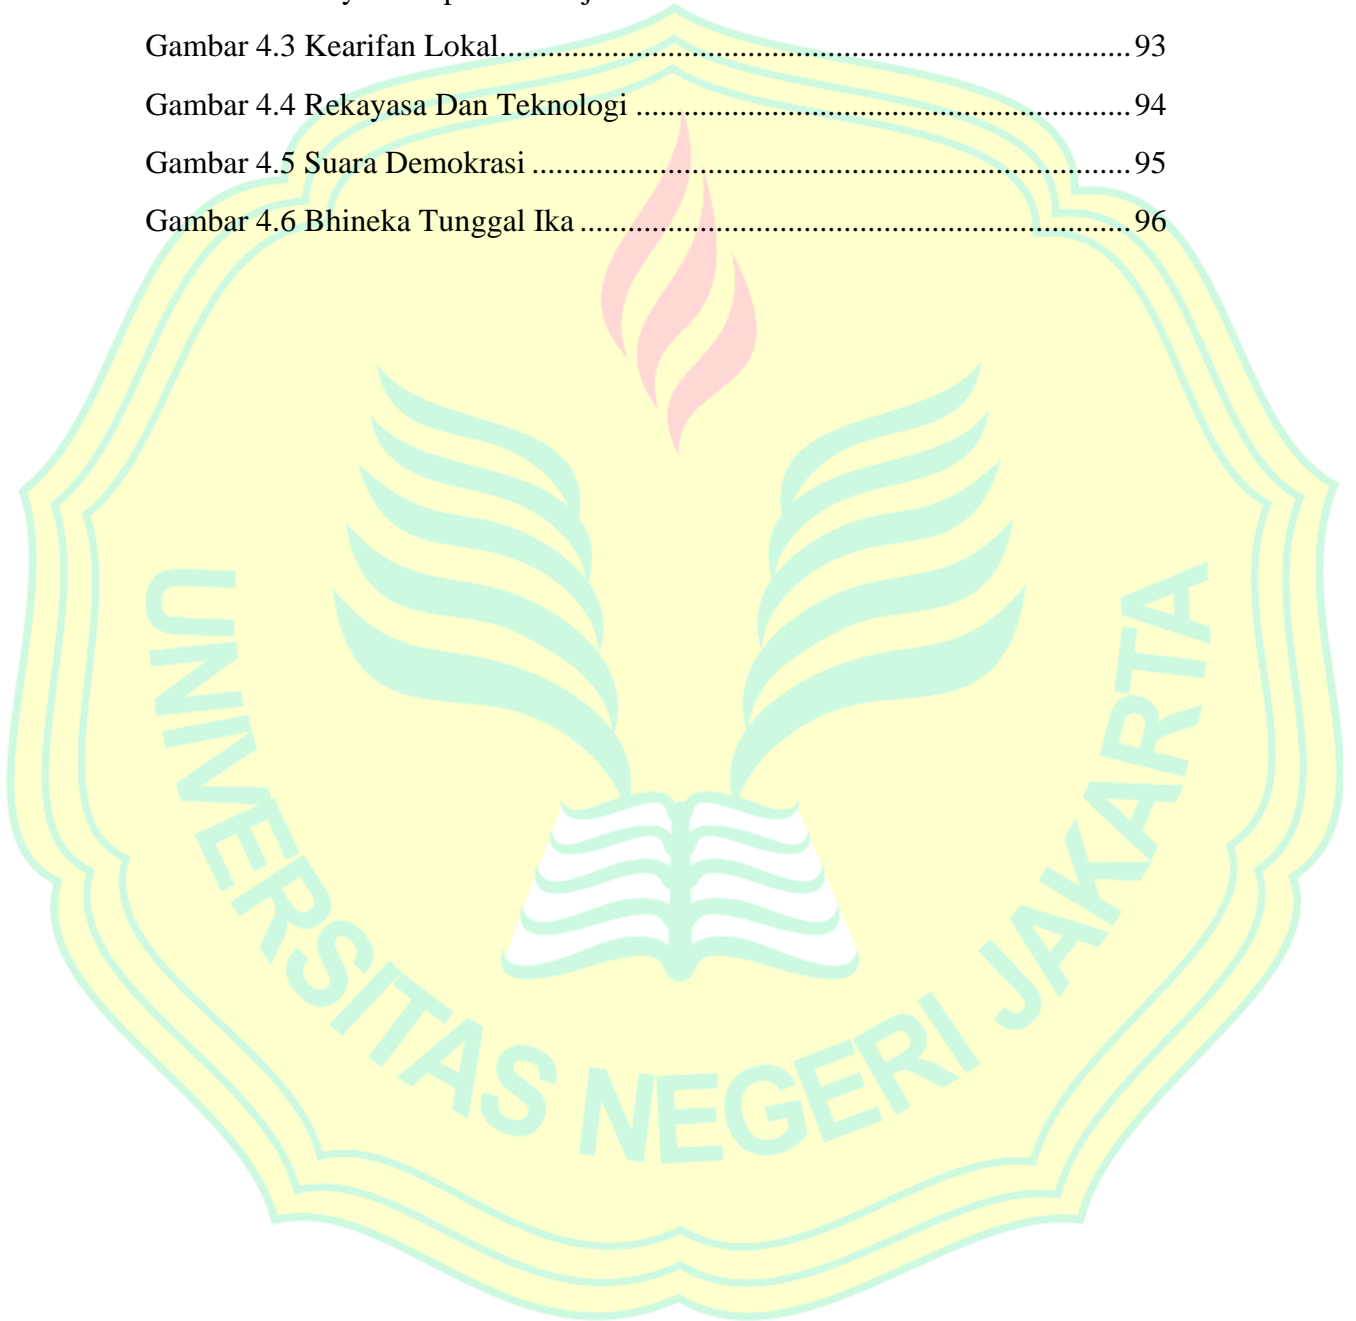 Gambar 4.3 Kearifan Lokal............................................................................... 93
Gambar 4.4 Rekayasa Dan Teknologi .............................................................. 94
Gambar 4.5 Suara Demokrasi ........................................................................... 95
Gambar 4.6 Bhineka Tunggal Ika ..................................................................... 96
UNIVERSITAS NEGERI JAKARTA